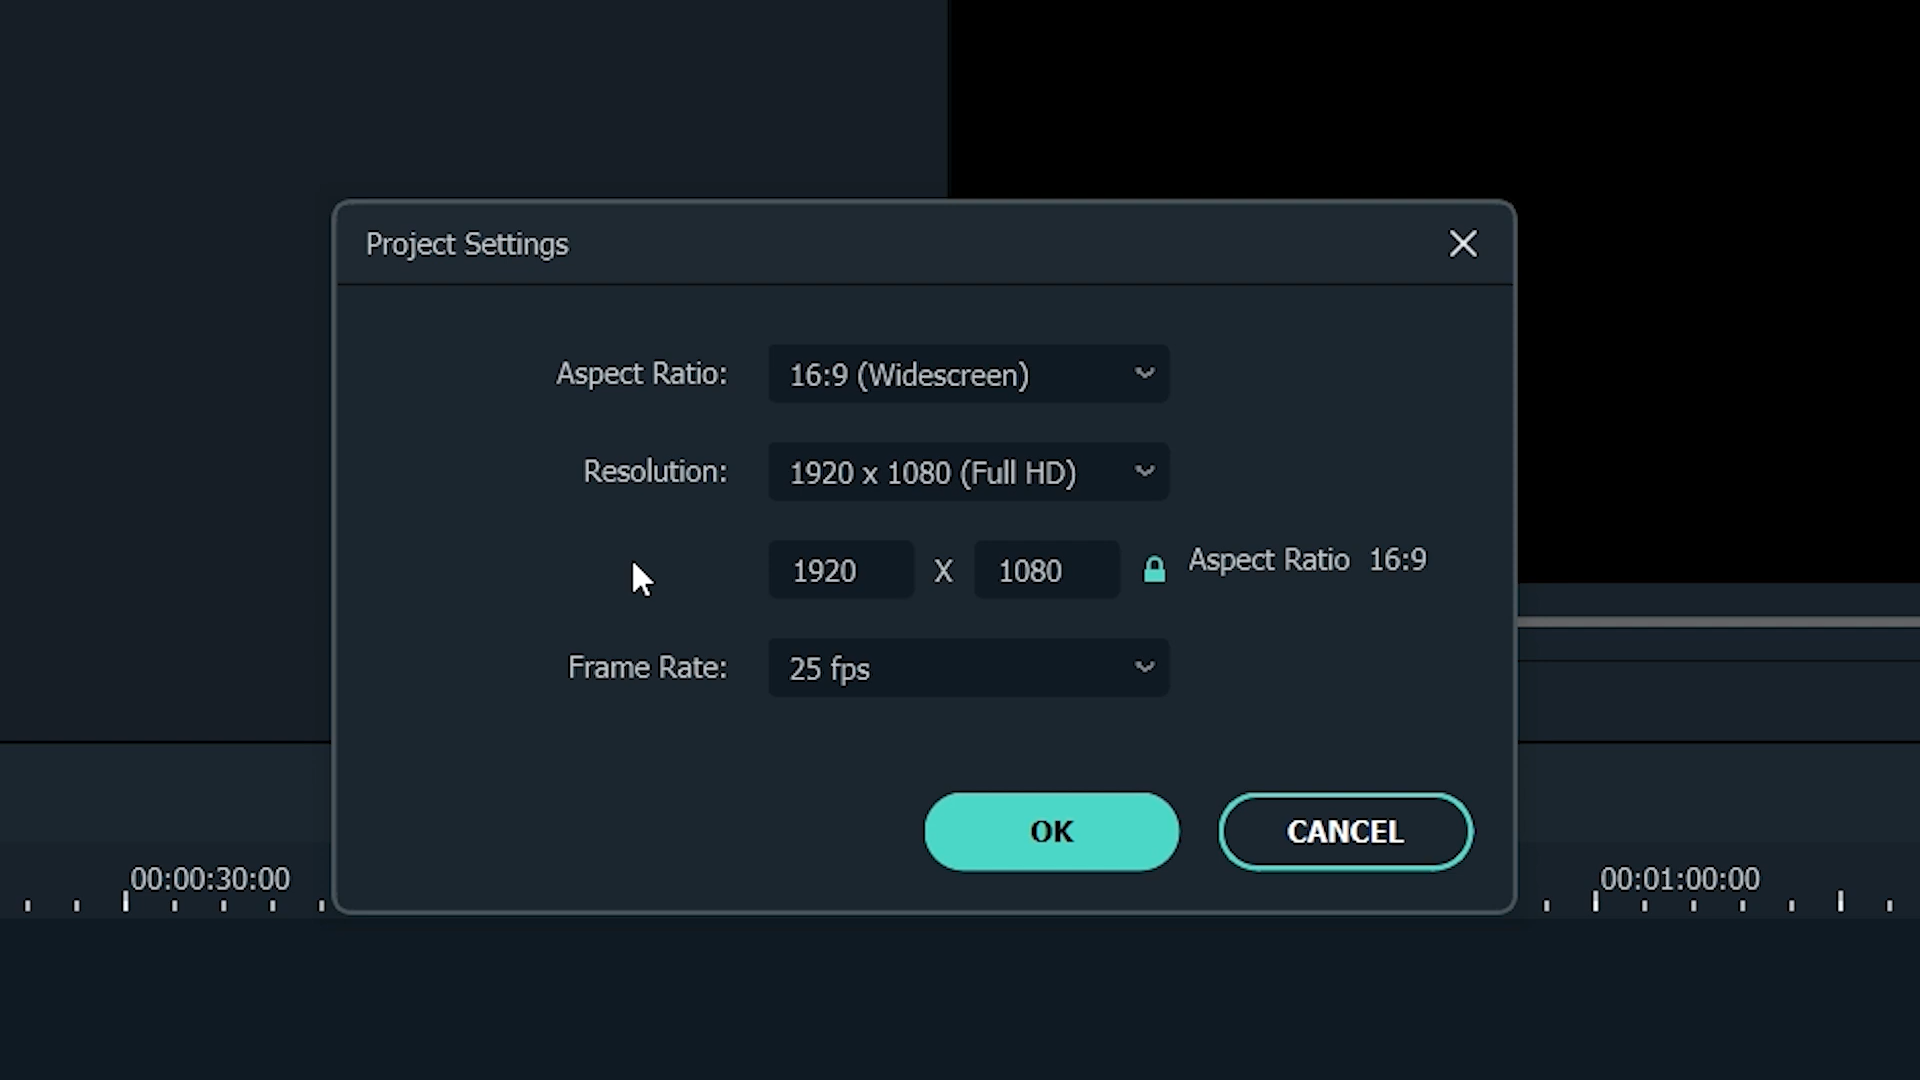 Project Settings
Aspect Ratio: 16:9 (Widescreen)
Resolution: 1920 x 1080 (Full HD)
1920 X 1080 Aspect Ratio 16:9
Frame Rate: 25 fps
OK CANCEL
00:00:30:00 00:01:00:00